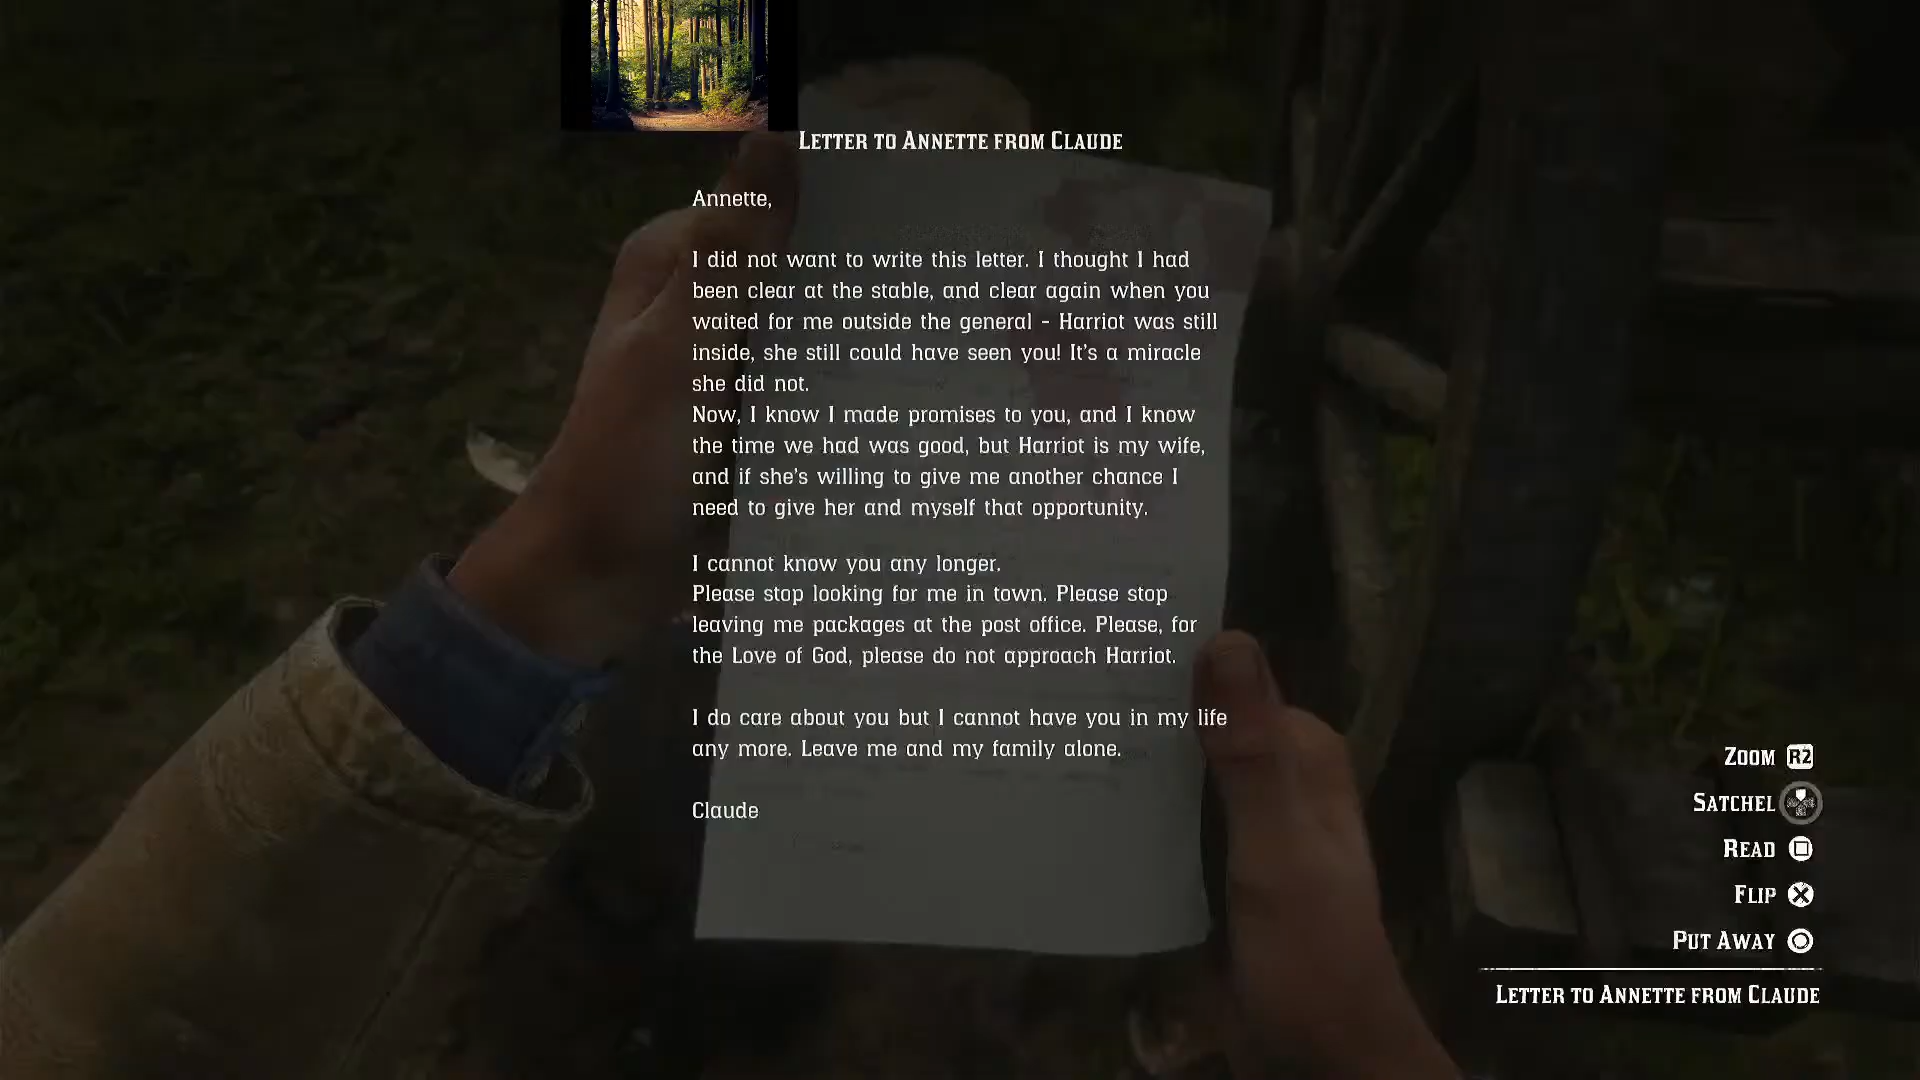 LETTER TO ANNETTE FROM CLAUDE
Annette,
I did not want to write this letter. I thought I had
been clear at the stable, and clear again when you
waited for me outside the general - Harriot was still
inside, she still could have seen you! It's a miracle
she did not.
Now, I know I made promises to you, and I know
the time we had was good, but Harriot is my wife,
and if she's willing to give me another chance I
need to give her and myself that opportunity.
I cannot know you any longer.
Please stop looking for me in town. Please stop
leaving me packages at the post office. Please, for
the Love of God, please do not approach Harriot.
I do care about you but I cannot have you in my life
any more. Leave me and my family alone.
Claude
ZOOM R2
SATCHEL
READ
FLIP
PUT AWAY
LETTER TO ANNETTE FROM CLAUDE